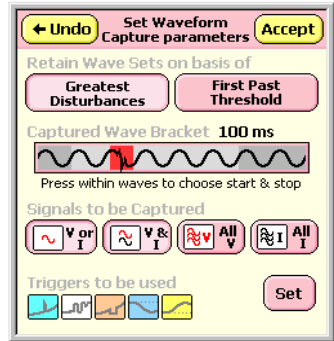 ← Undo
Set Waveform
Capture parameters
Accept
Retain Wave Sets on basis of
Greatest
Disturbances
First Past
Threshold
Captured Wave Bracket 100 ms
Press within waves to choose start & stop
Signals to be Captured
V or
I
V &
I
V All
V
I All
I
Triggers to be used
Set